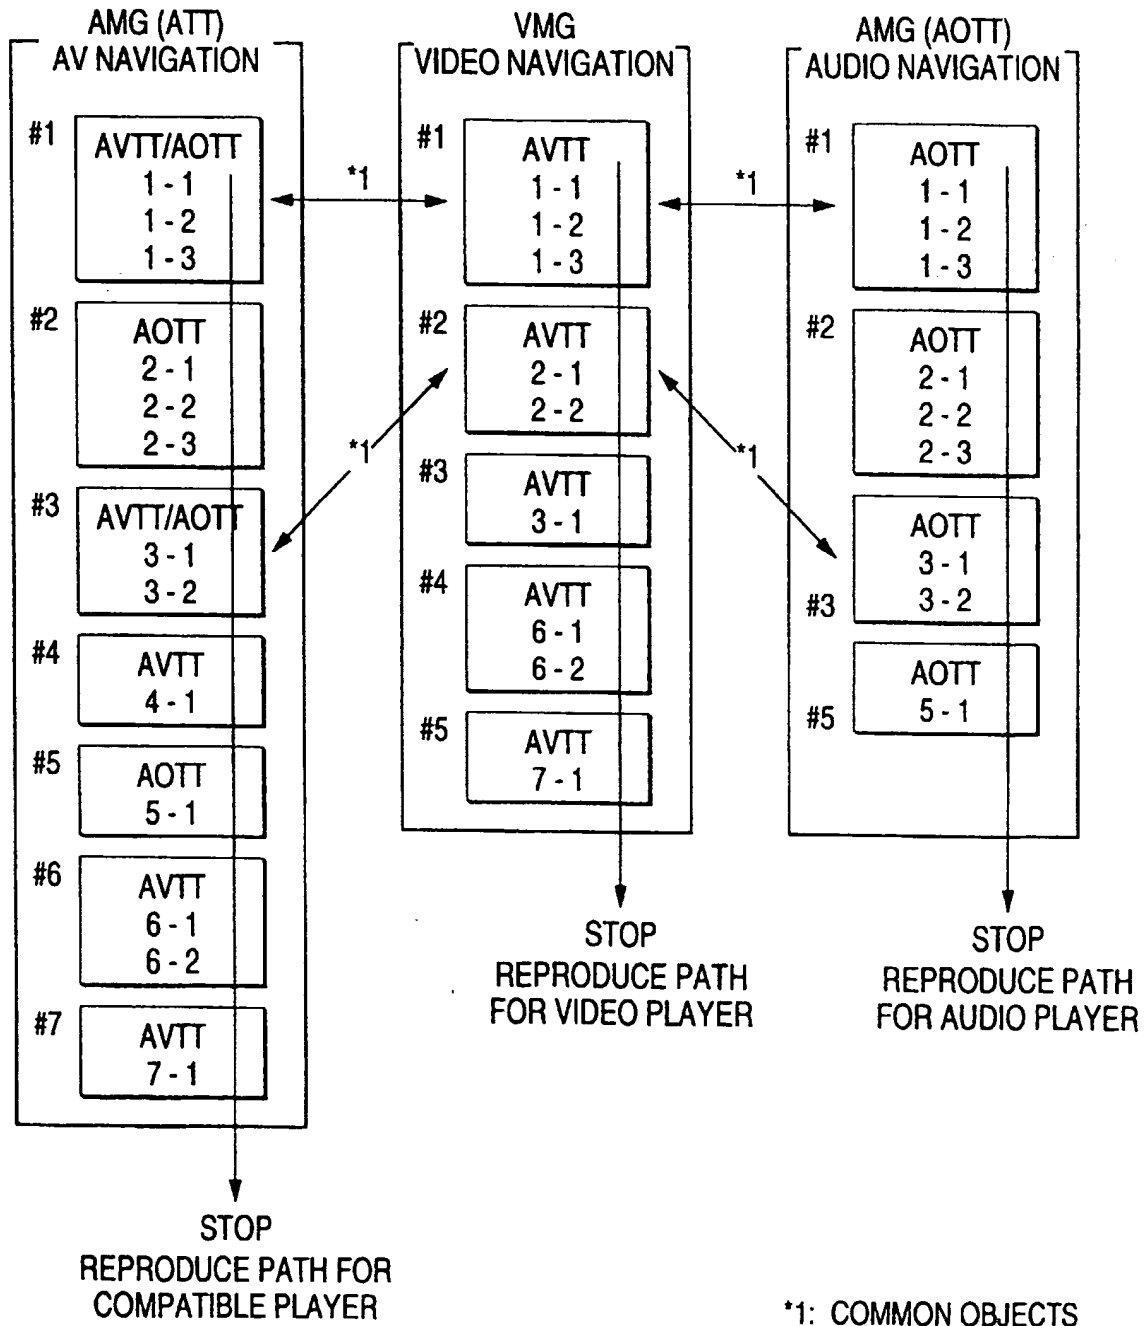 AMG (ATT)
AV NAVIGATION
#1
AVTT/AOTT
1 - 1
1 - 2
1 - 3
#2
AOTT
2 - 1
2 - 2
2 - 3
#3
AVTT/AOTT
3 - 1
3 - 2
#4
AVTT
4 - 1
#5
AOTT
5 - 1
#6
AVTT
6 - 1
6 - 2
#7
AVTT
7 - 1
STOP
REPRODUCE PATH FOR
COMPATIBLE PLAYER
*1
*1
VMG
VIDEO NAVIGATION
#1
AVTT
1 - 1
1 - 2
1 - 3
#2
AVTT
2 - 1
2 - 2
#3
AVTT
3 - 1
#4
AVTT
6 - 1
6 - 2
#5
AVTT
7 - 1
STOP
REPRODUCE PATH
FOR VIDEO PLAYER
*1
*1
AMG (AOTT)
AUDIO NAVIGATION
#1
AOTT
1 - 1
1 - 2
1 - 3
#2
AOTT
2 - 1
2 - 2
2 - 3
AOTT
3 - 1
#3
3 - 2
AOTT
#5
5 - 1
STOP
REPRODUCE PATH
FOR AUDIO PLAYER
*1: COMMON OBJECTS